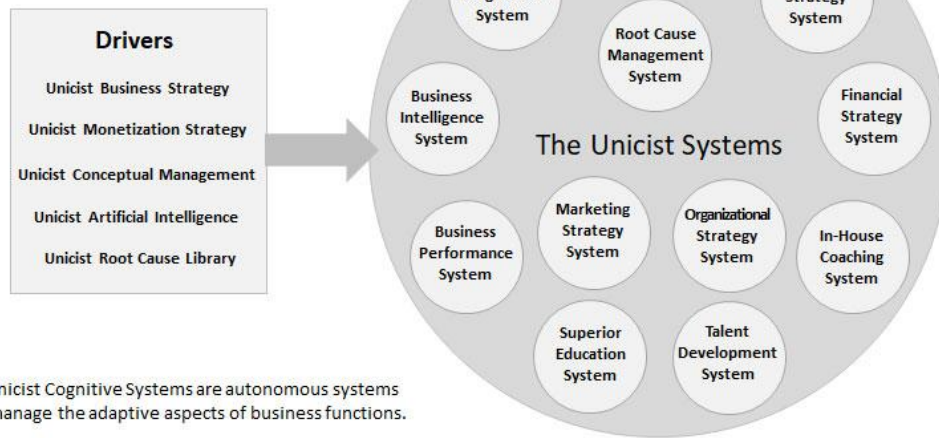 System
Strategy
System
Root Cause
Management
System
Drivers
Unicist Business Strategy
Unicist Monetization Strategy
Unicist Conceptual Management
Unicist Artificial Intelligence
Unicist Root Cause Library
Business
Intelligence
System
Financial
Strategy
System
The Unicist Systems
Business
Performance
System
Marketing
Strategy
System
Organizational
Strategy
System
In-House
Coaching
System
Superior
Education
System
Talent
Development
System
nicist Cognitive Systems are autonomous systems
manage the adaptive aspects of business functions.